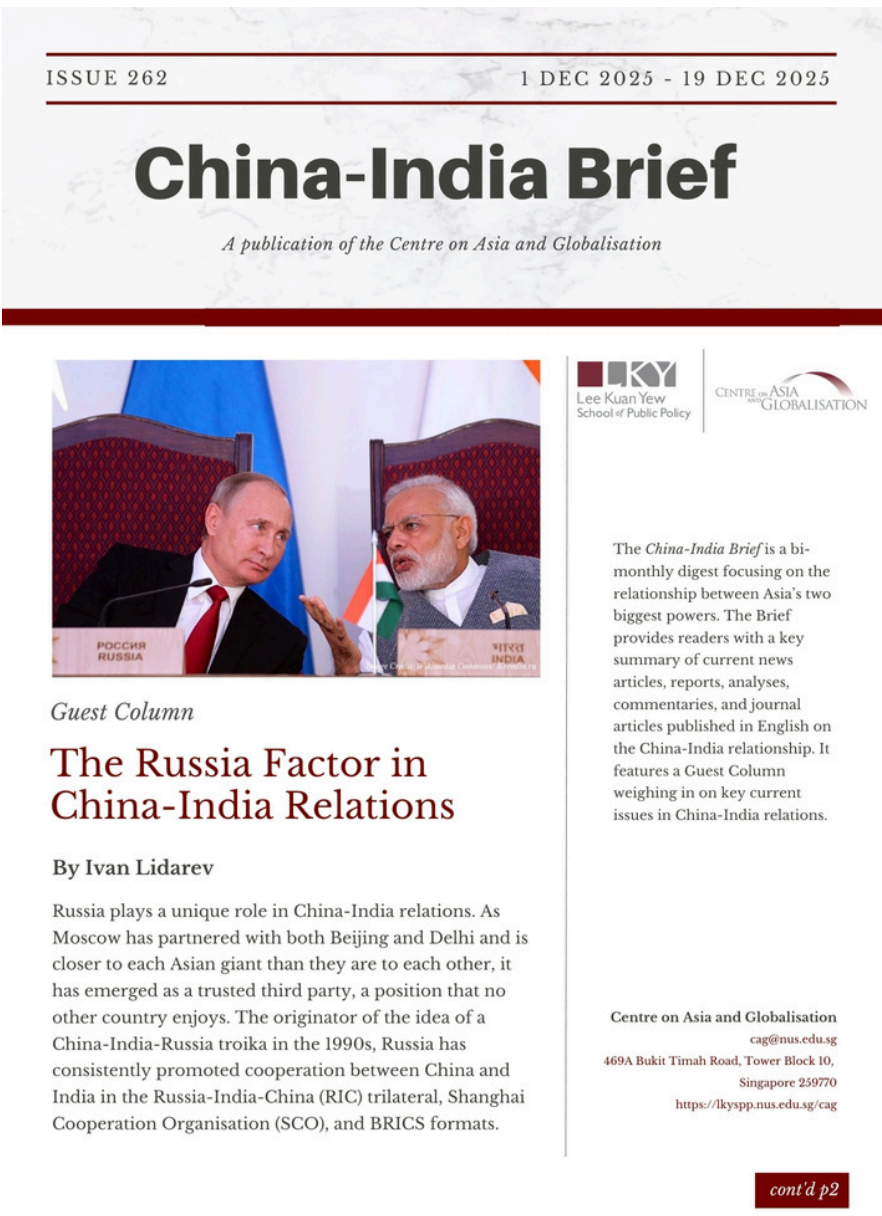 ISSUE 262
1 DEC 2025 - 19 DEC 2025
China-India Brief
A publication of the Centre on Asia and Globalisation
РОССИЯ
RUSSIA
भारत
INDIA
Image Credit: Wikimedia Commons/ Kremlin.ru
Guest Column
The Russia Factor in
China-India Relations
By Ivan Lidarev
Russia plays a unique role in China-India relations. As
Moscow has partnered with both Beijing and Delhi and is
closer to each Asian giant than they are to each other, it
has emerged as a trusted third party, a position that no
other country enjoys. The originator of the idea of a
China-India-Russia troika in the 1990s, Russia has
consistently promoted cooperation between China and
India in the Russia-India-China (RIC) trilateral, Shanghai
Cooperation Organisation (SCO), and BRICS formats.
LKY
Lee Kuan Yew
School of Public Policy
CENTRE ON ASIA
AND GLOBALISATION
The China-India Brief is a bi-
monthly digest focusing on the
relationship between Asia's two
biggest powers. The Brief
provides readers with a key
summary of current news
articles, reports, analyses,
commentaries, and journal
articles published in English on
the China-India relationship. It
features a Guest Column
weighing in on key current
issues in China-India relations.
Centre on Asia and Globalisation
cag@nus.edu.sg
469A Bukit Timah Road, Tower Block 10,
Singapore 259770
https://lkyspp.nus.edu.sg/cag
cont'd p2